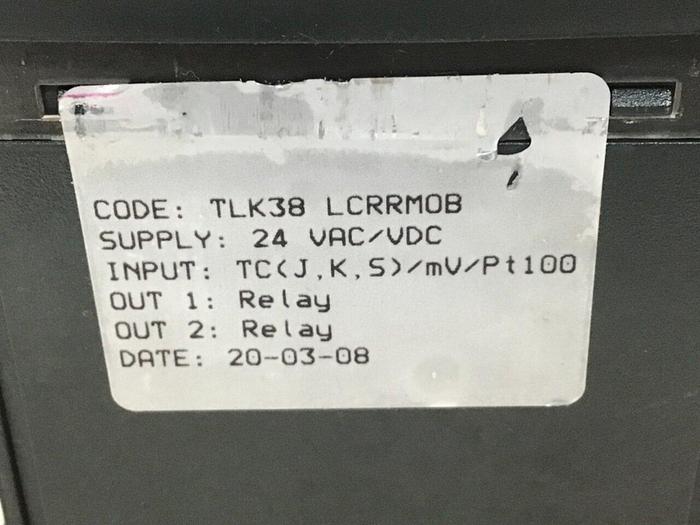 CODE: TLK38 LCRRMOB
SUPPLY: 24 VAC/VDC
INPUT: TC(J,K,S)/mV/Pt100
OUT 1: Relay
OUT 2: Relay
DATE: 20-03-08